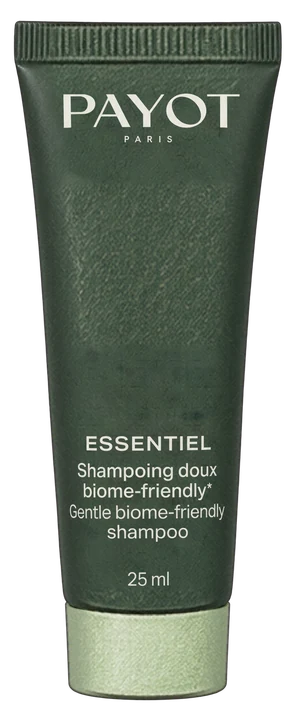 PAYOT
PARIS
ESSENTIEL
Shampoing doux
biome-friendly*
Gentle biome-friendly
shampoo
25 ml